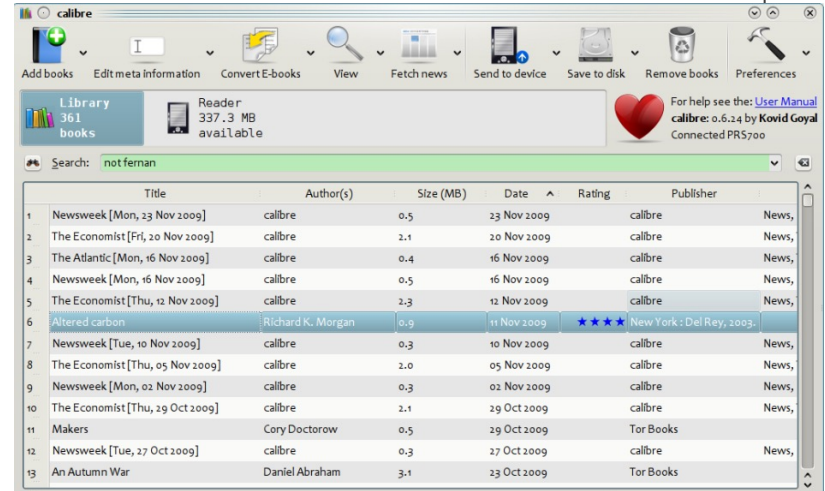 calibre
Add books Edit meta information Convert E-books View Fetch news Send to device Save to disk Remove books Preferences
Library
361
books
Reader
337.3 MB
available
For help see the: User Manual
calibre: 0.6.24 by Kovid Goyal
Connected PRS700
Search: not fernan
Title Author(s) Size (MB) Date Rating Publisher
1 Newsweek [Mon, 23 Nov 2009] calibre 0.5 23 Nov 2009 calibre News,
2 The Economist [Fri, 20 Nov 2009] calibre 2.1 20 Nov 2009 calibre News,
3 The Atlantic [Mon, 16 Nov 2009] calibre 0.4 16 Nov 2009 calibre News,
4 Newsweek [Mon, 16 Nov 2009] calibre 0.5 16 Nov 2009 calibre News,
5 The Economist [Thu, 12 Nov 2009] calibre 2.3 12 Nov 2009 calibre News,
6 Altered carbon Richard K. Morgan 0.9 11 Nov 2009 ★★★★ New York : Del Rey, 2003.
7 Newsweek [Tue, 10 Nov 2009] calibre 0.3 10 Nov 2009 calibre News,
8 The Economist [Thu, 05 Nov 2009] calibre 2.0 05 Nov 2009 calibre News,
9 Newsweek [Mon, 02 Nov 2009] calibre 0.3 02 Nov 2009 calibre News,
10 The Economist [Thu, 29 Oct 2009] calibre 2.1 29 Oct 2009 calibre News,
11 Makers Cory Doctorow 0.5 29 Oct 2009 Tor Books
12 Newsweek [Tue, 27 Oct 2009] calibre 0.3 27 Oct 2009 calibre News,
13 An Autumn War Daniel Abraham 3.1 23 Oct 2009 Tor Books